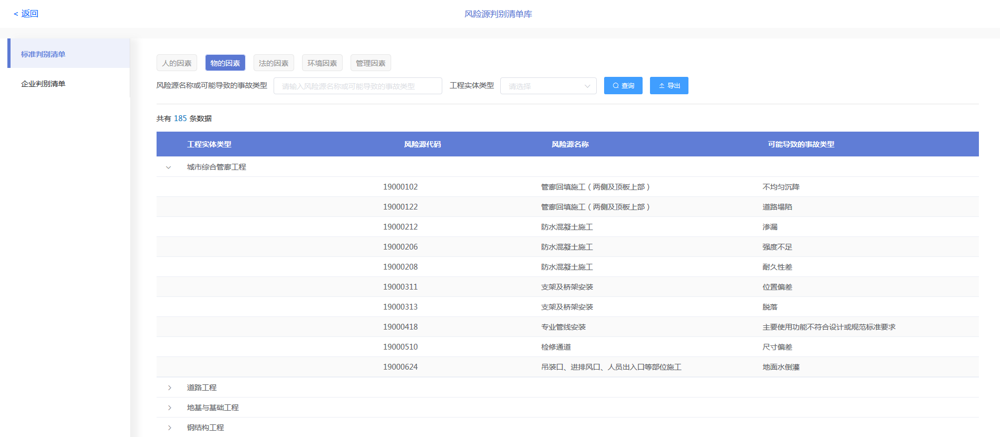 < 返回
风险源判别清单库
标准判别清单
企业判别清单
人的因素 物的因素 法的因素 环境因素 管理因素
风险源名称或可能导致的事故类型 请输入风险源名称或可能导致的事故类型 工程实体类型 请选择 查询 导出
共有 185 条数据
工程实体类型 风险源代码 风险源名称 可能导致的事故类型
城市综合管廊工程
19000102 管廊回填施工（两侧及顶板上部） 不均匀沉降
19000122 管廊回填施工（两侧及顶板上部） 道路塌陷
19000212 防水混凝土施工 渗漏
19000206 防水混凝土施工 强度不足
19000208 防水混凝土施工 耐久性差
19000311 支架及桥架安装 位置偏差
19000313 支架及桥架安装 脱落
19000418 专业管线安装 主要使用功能不符合设计或规范标准要求
19000510 检修通道 尺寸偏差
19000624 吊装口、进排风口、人员出入口等部位施工 地面水倒灌
道路工程
地基与基础工程
钢结构工程